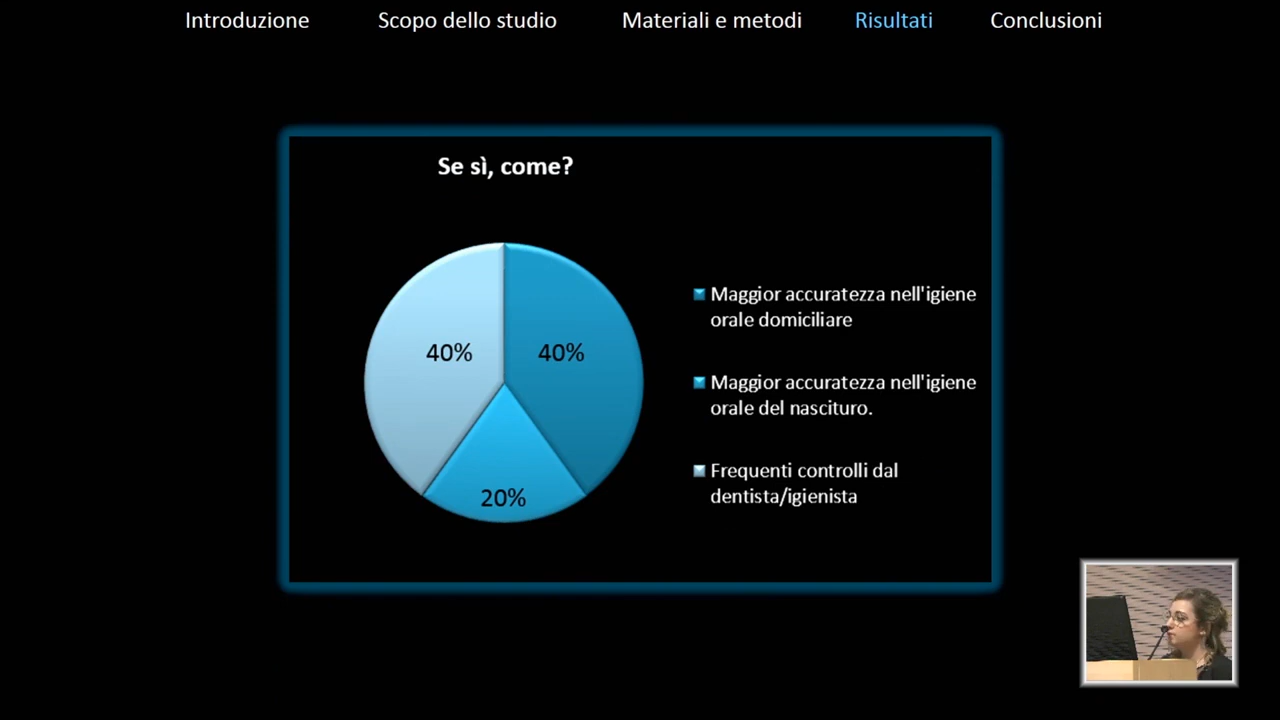 Introduzione Scopo dello studio Materiali e metodi Risultati Conclusioni
Se sì, come?
40% 40%
20%
Maggior accuratezza nell'igiene
orale domiciliare
Maggior accuratezza nell'igiene
orale del nascituro.
Frequenti controlli dal
dentista/igienista